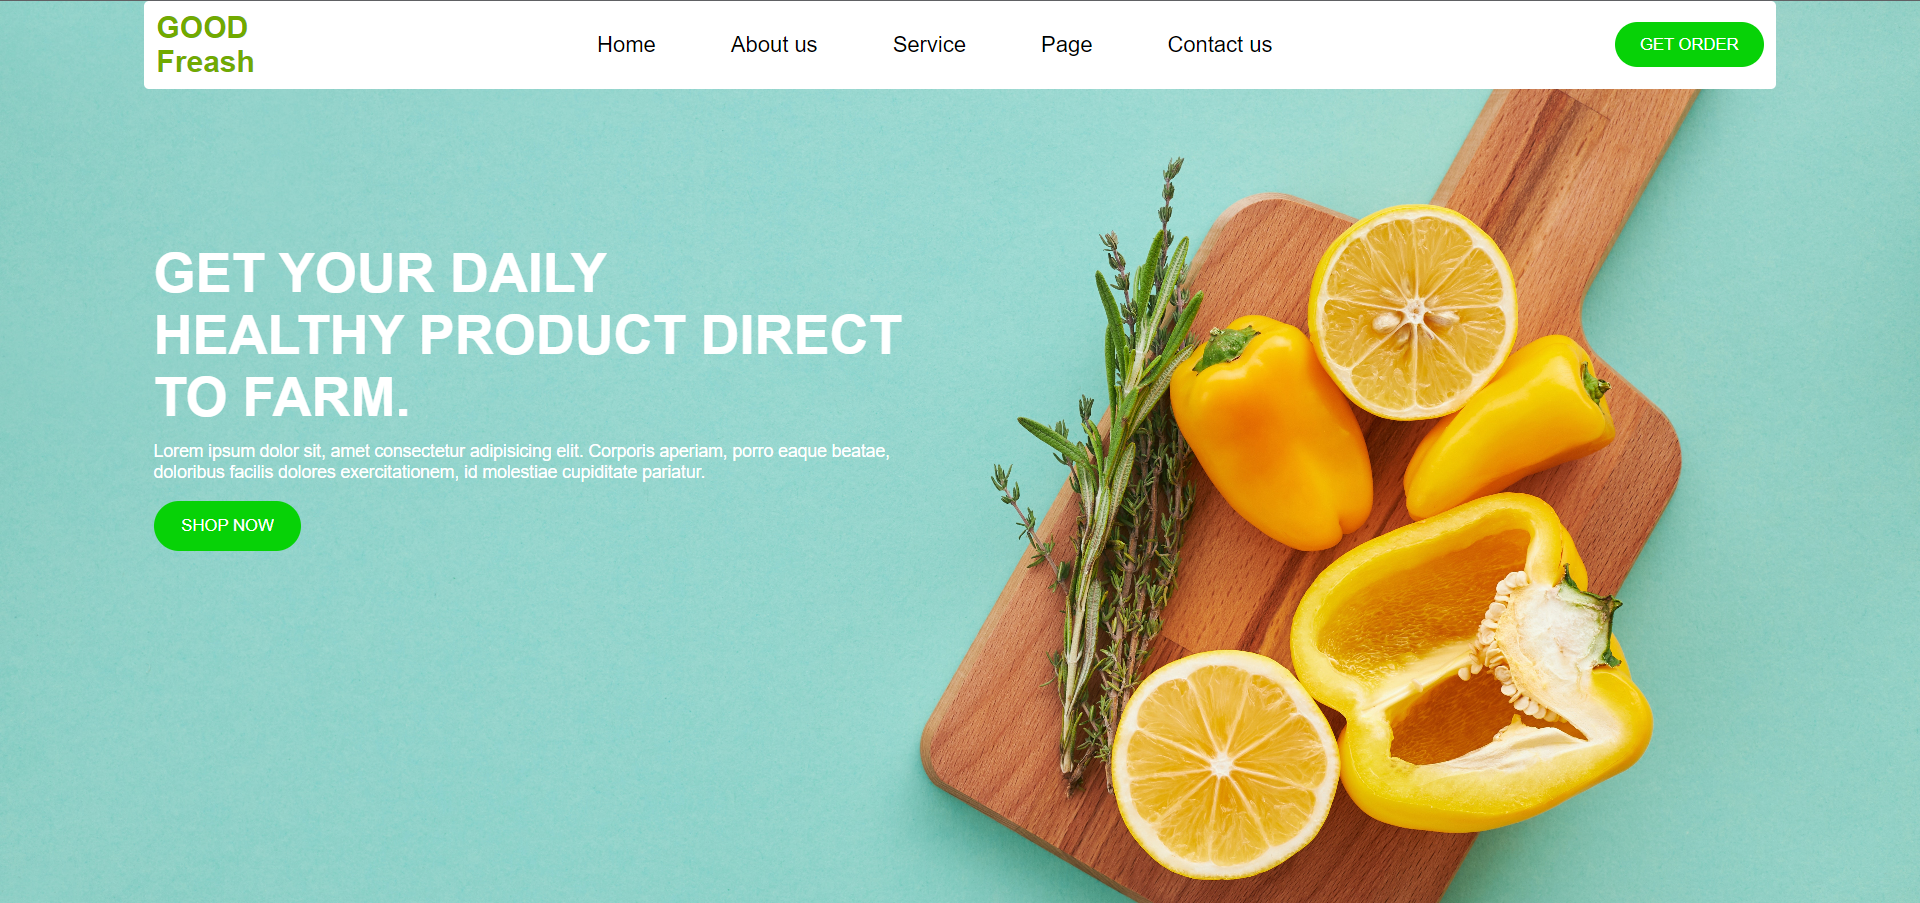 GOOD
Freash
Home
About us
Service
Page
Contact us
GET ORDER
GET YOUR DAILY
HEALTHY PRODUCT DIRECT
TO FARM.
Lorem ipsum dolor sit, amet consectetur adipisicing elit. Corporis aperiam, porro eaque beatae,
doloribus facilis dolores exercitationem, id molestiae cupiditate pariatur.
SHOP NOW